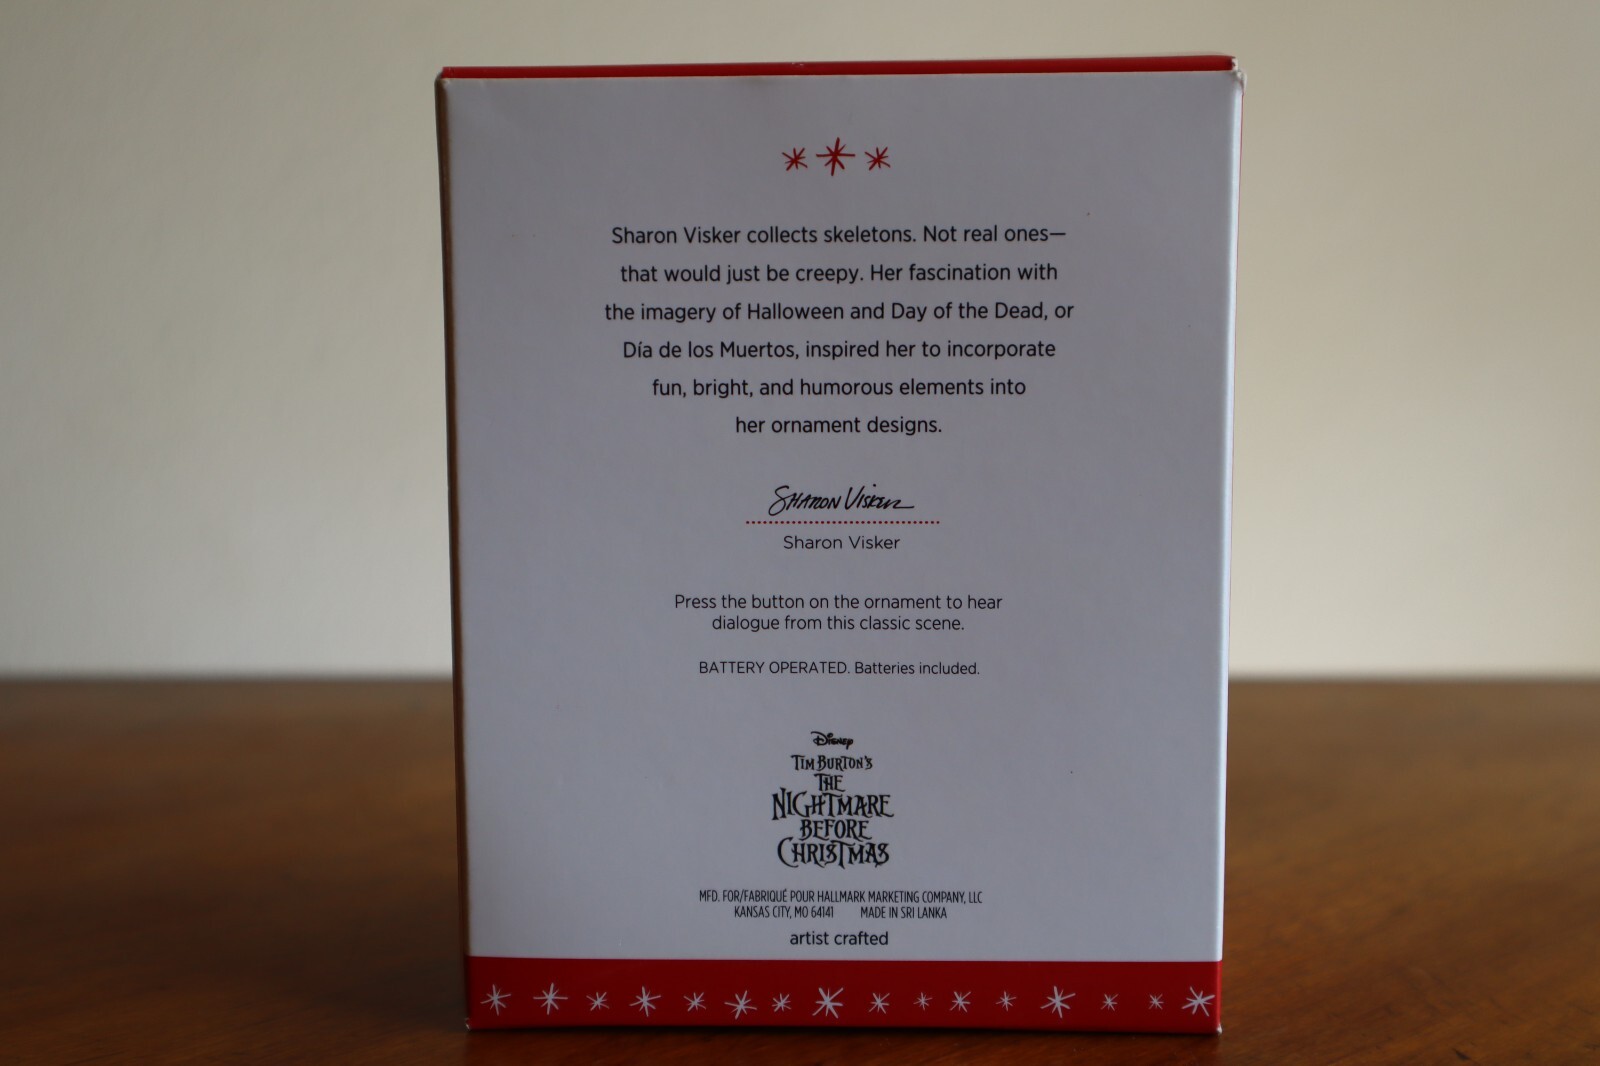 Sharon Visker collects skeletons. Not real ones—
that would just be creepy. Her fascination with
the imagery of Halloween and Day of the Dead, or
Día de los Muertos, inspired her to incorporate
fun, bright, and humorous elements into
her ornament designs.
Sharon Visker
Sharon Visker
Press the button on the ornament to hear
dialogue from this classic scene.
BATTERY OPERATED. Batteries included.
Disney
TIM BURTON'S
THE
NIGHTMARE
BEFORE
CHRISTMAS
MFD. FOR/FABRIQUÉ POUR HALLMARK MARKETING COMPANY, LLC
KANSAS CITY, MO 64141 MADE IN SRI LANKA
artist crafted